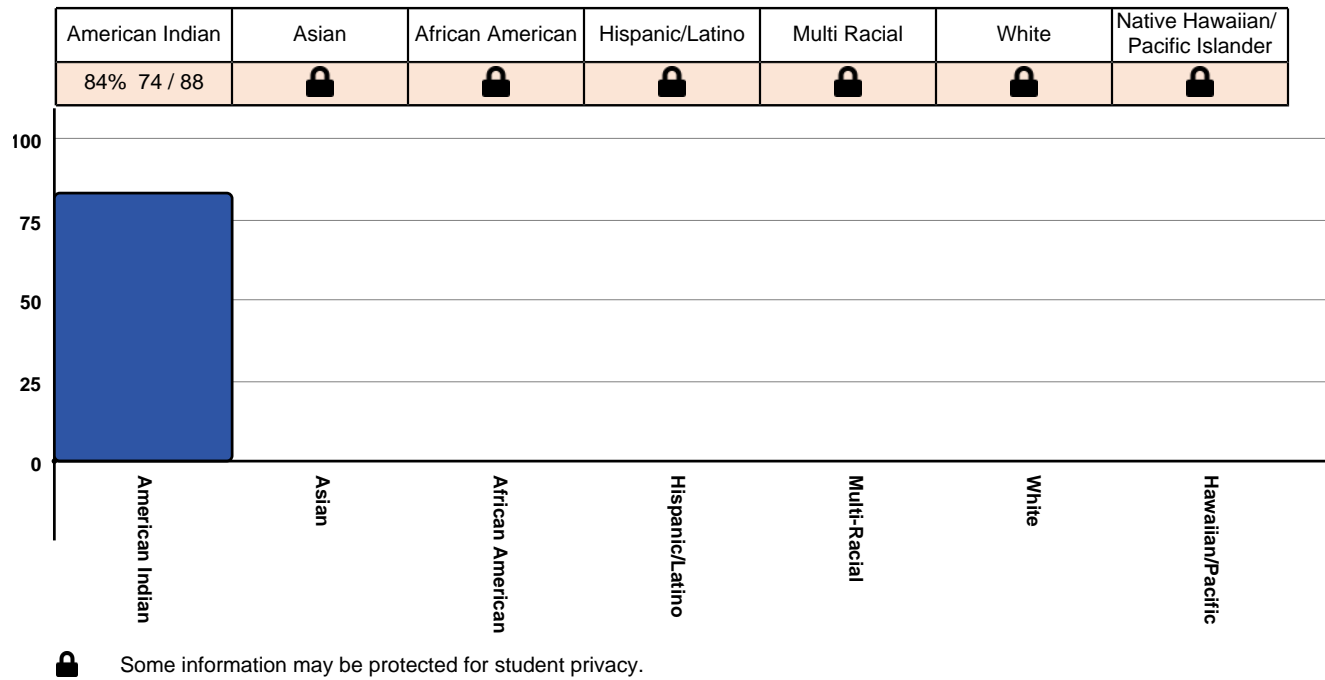 American Indian Asian African American Hispanic/Latino Multi Racial White Native Hawaiian/
Pacific Islander
84% 74 / 88
100
75
50
25
0
American Indian
Asian
African American
Hispanic/Latino
Multi-Racial
White
Hawaiian/Pacific
Some information may be protected for student privacy.